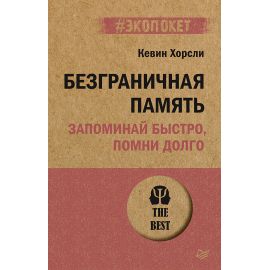 #ЭКОПОКЕТ
Кевин Хорсли
БЕЗГРАНИЧНАЯ
ПАМЯТЬ
ЗАПОМИНАЙ БЫСТРО,
ПОМНИ ДОЛГО
THE
BEST